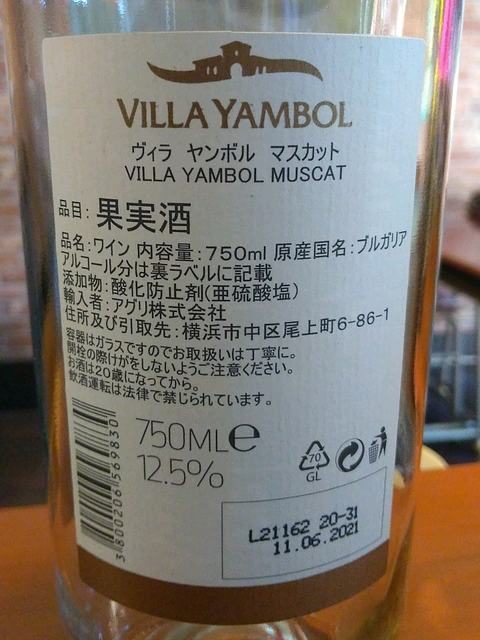 VILLA YAMBOL
ヴィラ ヤンボル マスカット
VILLA YAMBOL MUSCAT
品目: 果実酒
品名:ワイン 内容量:750ml 原産国名:ブルガリア
アルコール分は裏ラベルに記載
添加物:酸化防止剤(亜硫酸塩)
輸入者:アグリ株式会社
住所及び引取先:横浜市中区尾上町6-86-1
容器はガラスですのでお取扱いは丁寧に。
開栓の際けがをしないようご注意ください。
お酒は20歳になってから。
飲酒運転は法律で禁じられています。
750MLe
12.5%
70
GL
3800206569830
L21162 20-31
11.06.2021